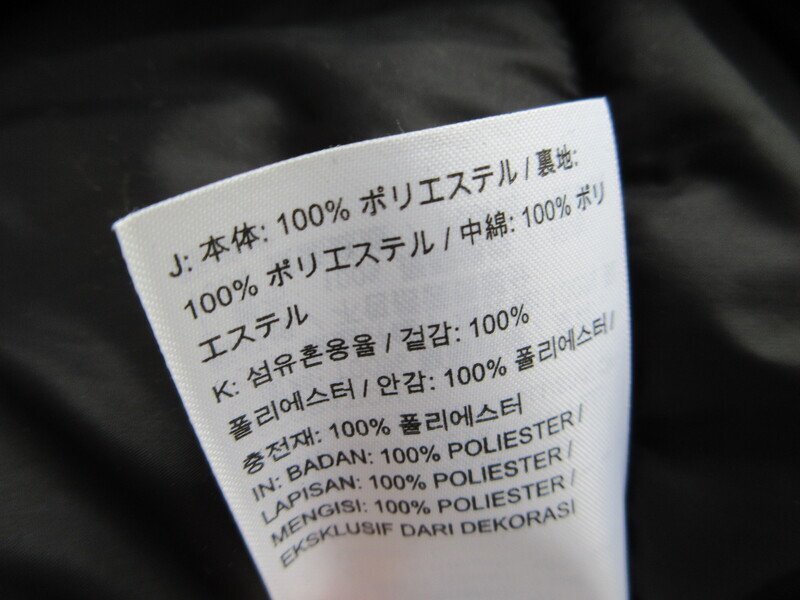 J: 本体: 100% ポリエステル / 裏地:
100% ポリエステル / 中綿: 100% ポリ
エステル
K: 섬유혼용율 / 걸감: 100%
폴리에스터 / 안감: 100% 폴리에스터 /
충전재: 100% 폴리에스터
IN: BADAN: 100% POLIESTER /
LAPISAN: 100% POLIESTER /
MENGISI: 100% POLIESTER /
EKSKLUSIF DARI DEKORASI